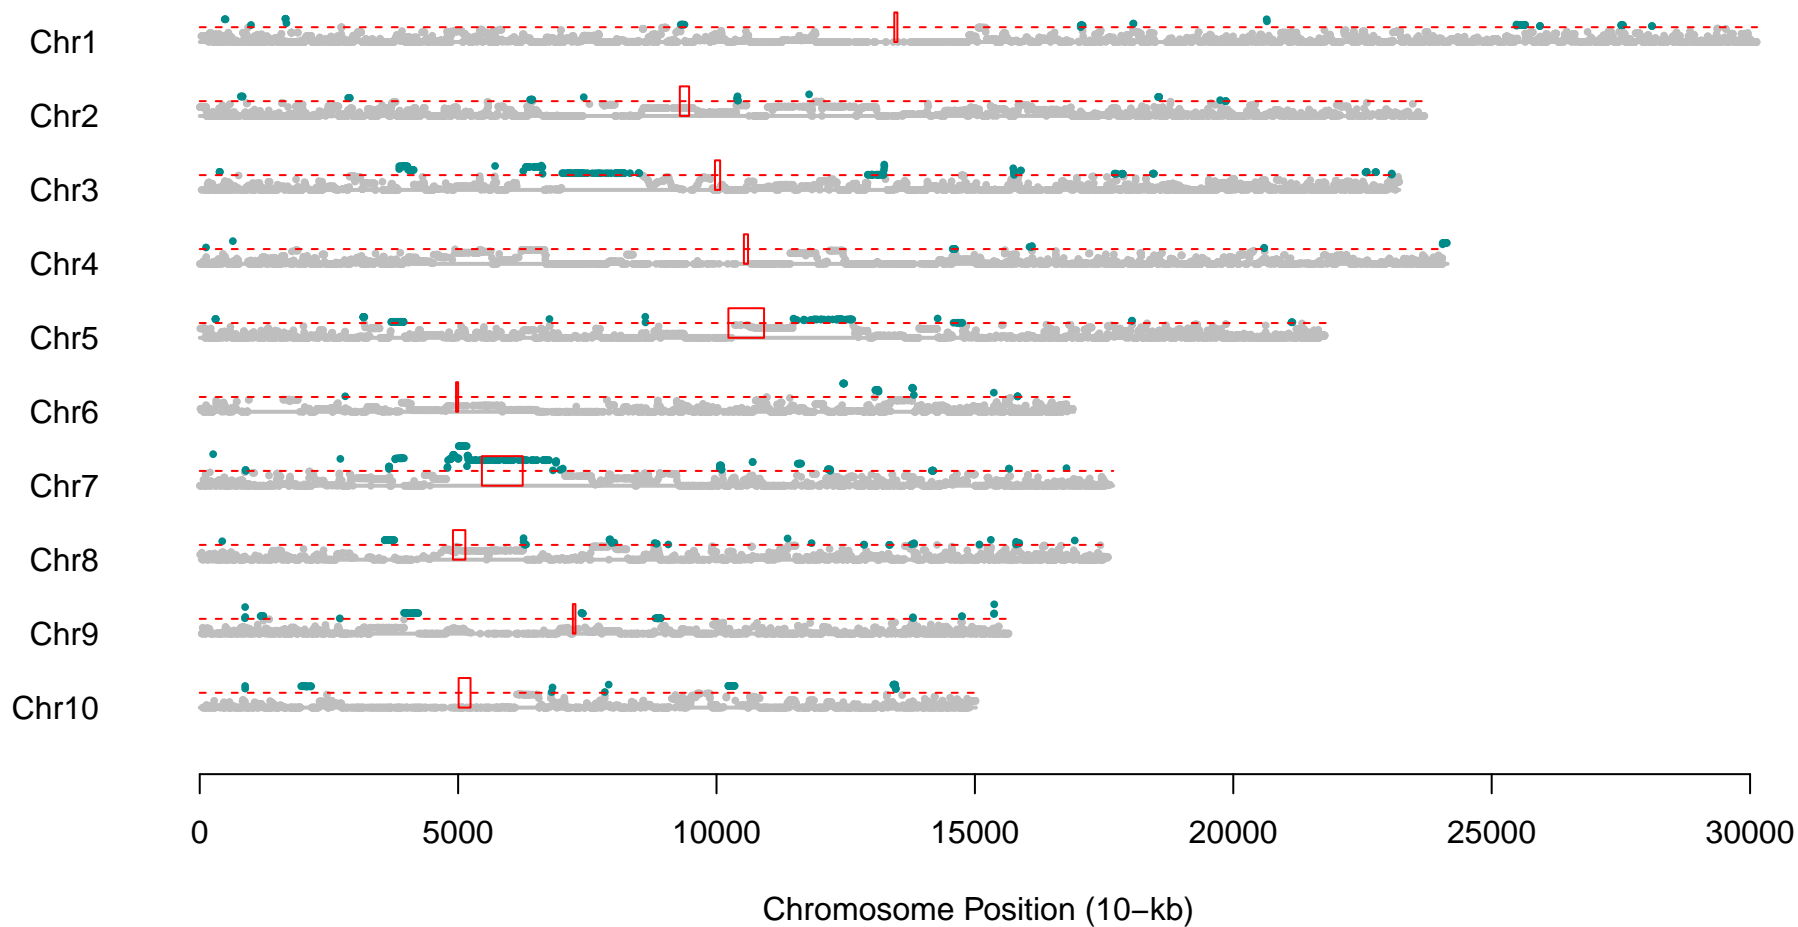 Chr1
Chr2
Chr3
Chr4
Chr5
Chr6
Chr7
Chr8
Chr9
Chr10
0 5000 10000 15000 20000 25000 30000
Chromosome Position (10−kb)